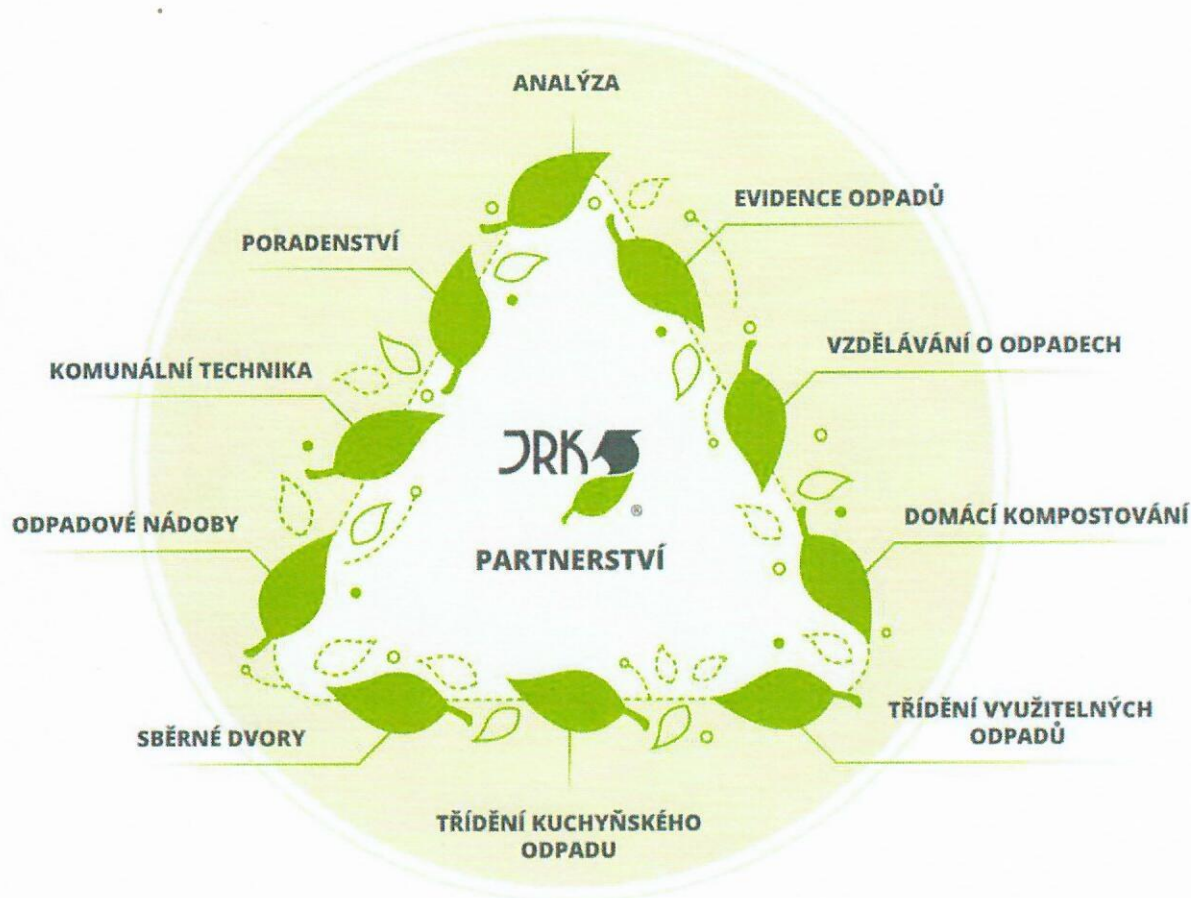 ANALÝZA
EVIDENCE ODPADŮ
PORADENSTVÍ
VZDĚLÁVÁNÍ O ODPADECH
KOMUNÁLNÍ TECHNIKA
JRK
®
PARTNERSTVÍ
ODPADOVÉ NÁDOBY
DOMÁCÍ KOMPOSTOVÁNÍ
SBĚRNÉ DVORY
TŘÍDĚNÍ VYUŽITELNÝCH
ODPADŮ
TŘÍDĚNÍ KUCHYŇSKÉHO
ODPADU